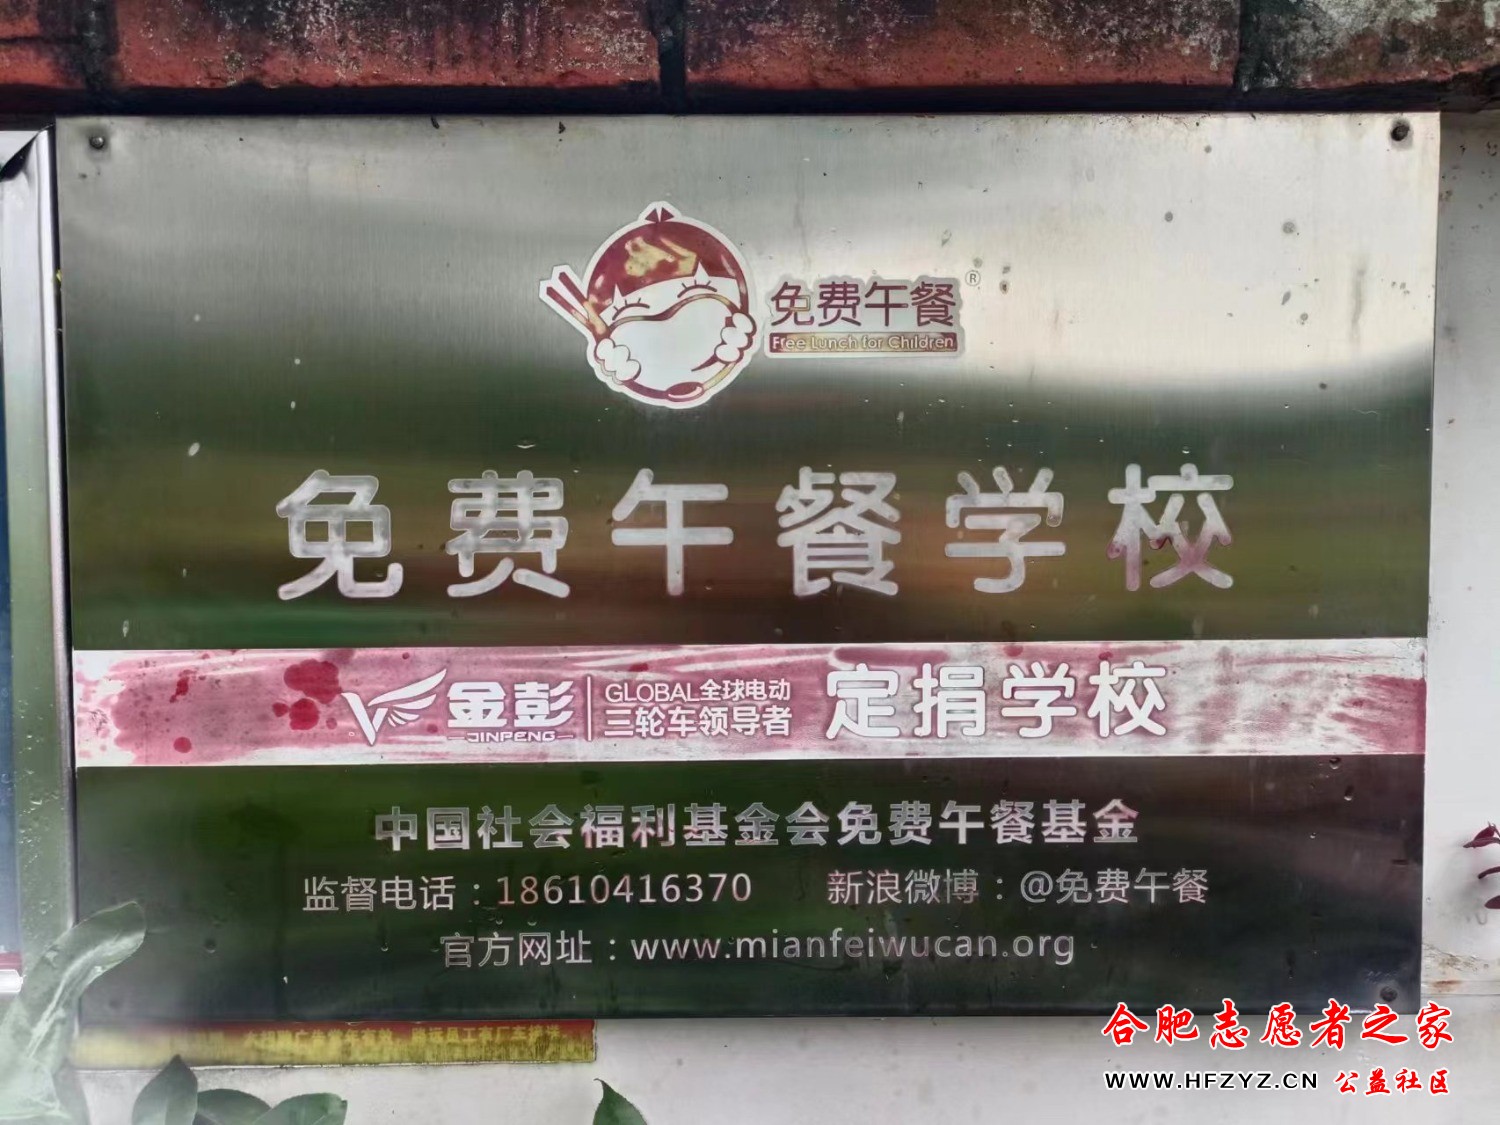 免费午餐®
Free Lunch for Children
免费午餐学校
金彭 JINPENG GLOBAL全球电动三轮车领导者 定捐学校
中国社会福利基金会免费午餐基金
监督电话：18610416370 新浪微博：@免费午餐
官方网址：www.mianfeiwucan.org
合肥志愿者之家
WWW.HFZYZ.CN 公益社区